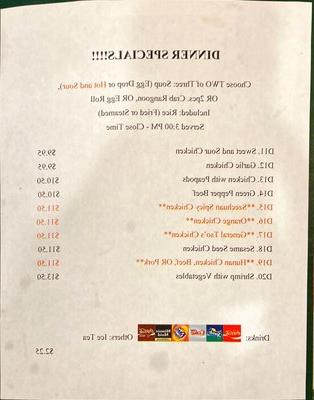 DINNER SPECIALS!!!!
Choose TWO of Three: Soup (Egg Drop or Hot and Sour),
OR 2pcs. Crab Rangoon, OR, Egg Roll
Included: Rice (Fried or Steamed)
Served 3:00 PM - Close Time
D11. Sweet and Sour Chicken $9.95
D12. Garlic Chicken $9.95
D13. Chicken with Peapods $10.50
D14. Green Pepper Beef $10.50
D15. **Szechuan Spicy Chicken** $11.50
D16. **Orange Chicken** $11.50
D17. **General Tso's Chicken** $11.50
D18. Sesame Seed Chicken $11.50
D19. **Hunan Chicken, Beef, OR *Pork** $11.50
D20. Shrimp with Vegetables $13.50
Drinks: Others: Ice Tea
$2.25